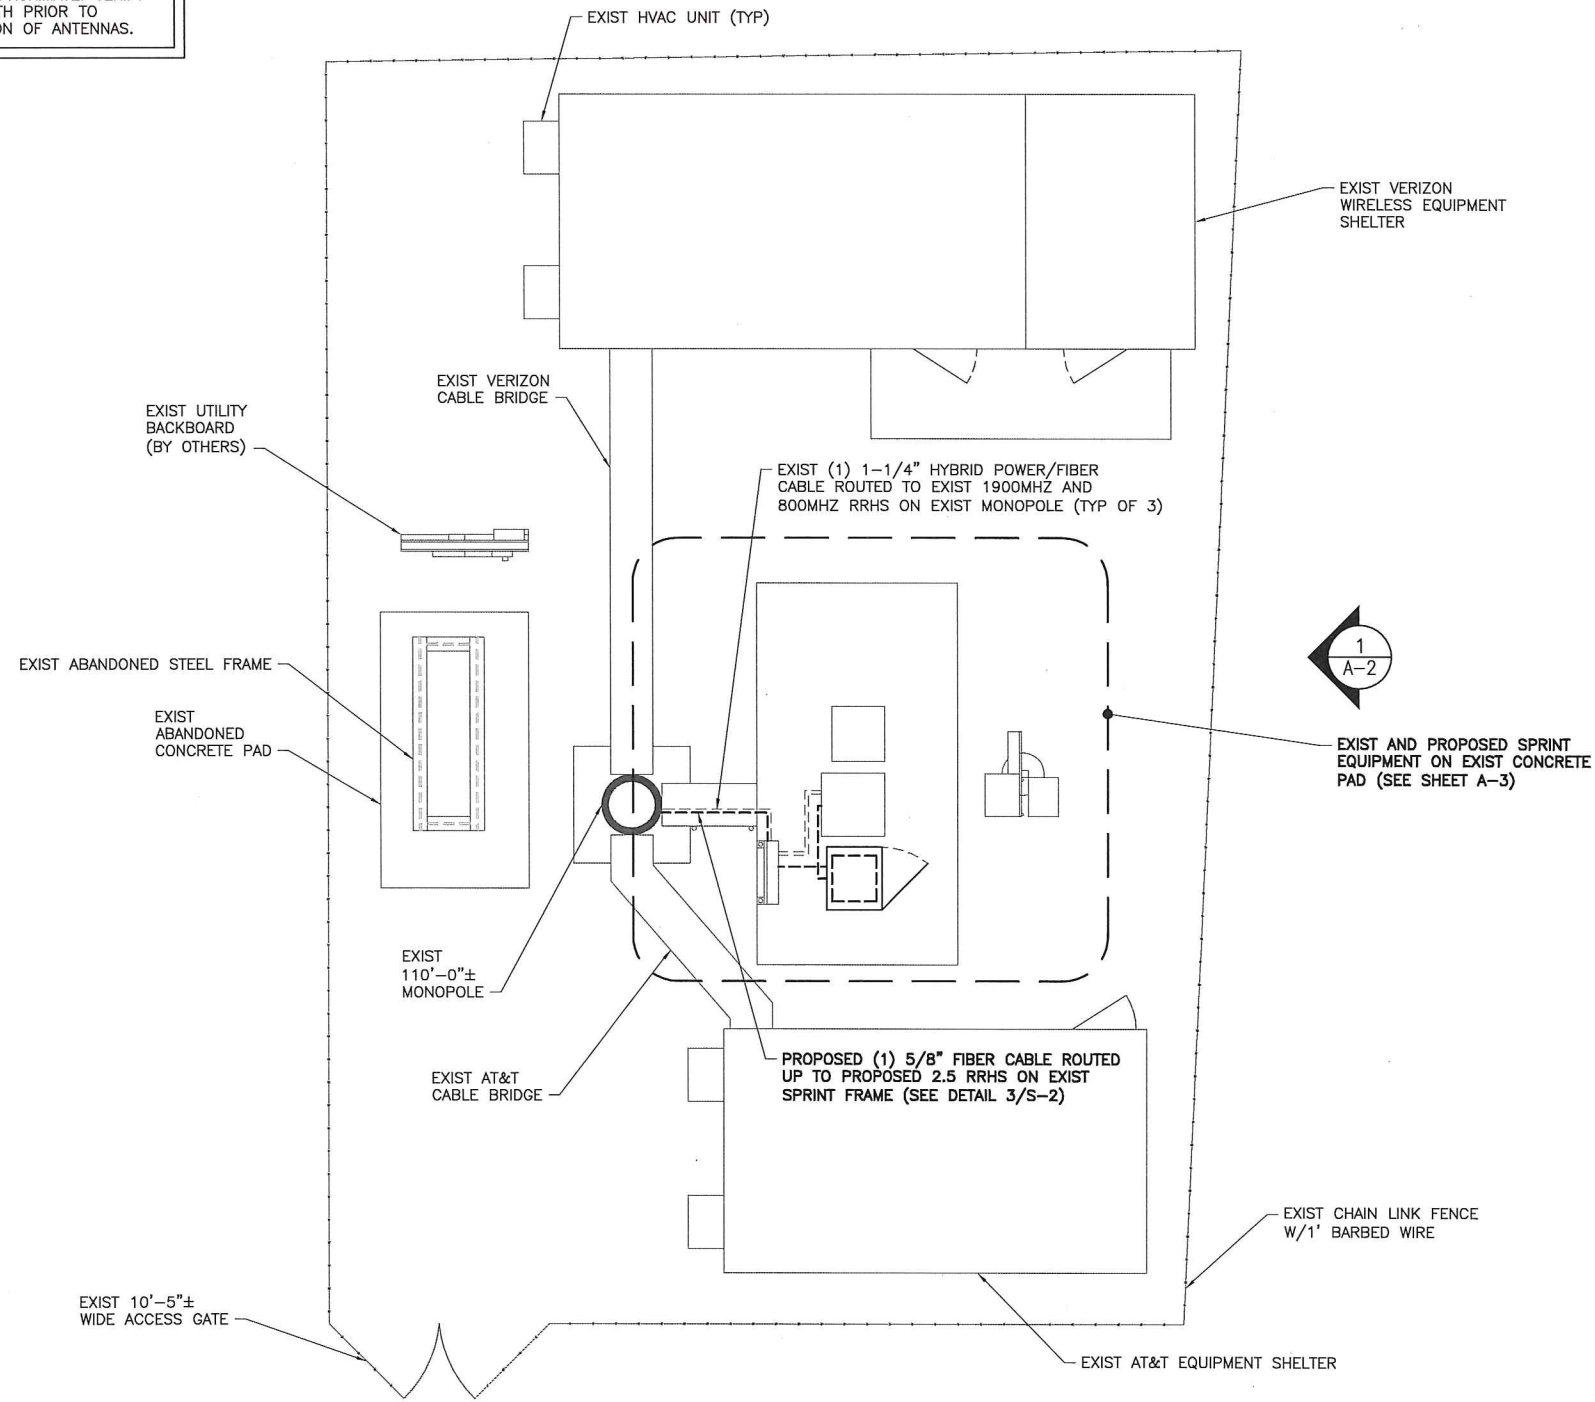 TH PRIOR TO
ON OF ANTENNAS.
EXIST HVAC UNIT (TYP)
EXIST VERIZON
WIRELESS EQUIPMENT
SHELTER
EXIST VERIZON
CABLE BRIDGE
EXIST UTILITY
BACKBOARD
(BY OTHERS)
EXIST (1) 1-1/4" HYBRID POWER/FIBER
CABLE ROUTED TO EXIST 1900MHZ AND
800MHZ RRHS ON EXIST MONOPOLE (TYP OF 3)
EXIST ABANDONED STEEL FRAME
EXIST
ABANDONED
CONCRETE PAD
1
A-2
EXIST AND PROPOSED SPRINT
EQUIPMENT ON EXIST CONCRETE
PAD (SEE SHEET A-3)
EXIST
110'-0"±
MONOPOLE
EXIST AT&T
CABLE BRIDGE
PROPOSED (1) 5/8" FIBER CABLE ROUTED
UP TO PROPOSED 2.5 RRHS ON EXIST
SPRINT FRAME (SEE DETAIL 3/S-2)
EXIST CHAIN LINK FENCE
W/1' BARBED WIRE
EXIST 10'-5"±
WIDE ACCESS GATE
EXIST AT&T EQUIPMENT SHELTER